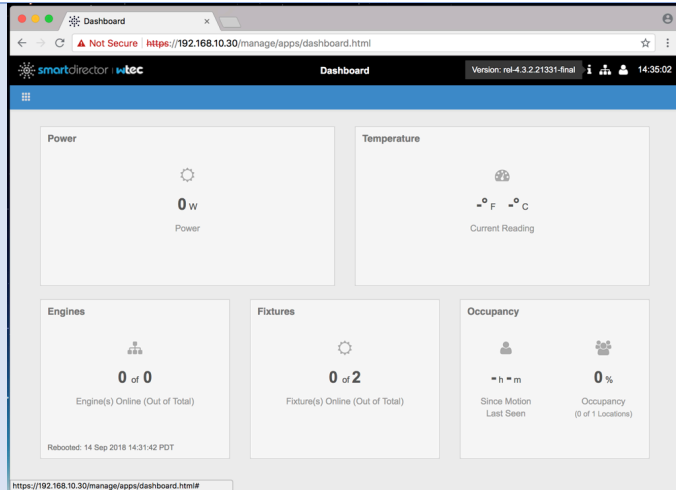 Dashboard
Not Secure https://192.168.10.30/manage/apps/dashboard.html
smartdirector wtec
Dashboard
Version: rel-4.3.2.21331-final
14:35:02
Power
0 W
Power
Temperature
-° F -° C
Current Reading
Engines
0 of 0
Engine(s) Online (Out of Total)
Rebooted: 14 Sep 2018 14:31:42 PDT
Fixtures
0 of 2
Fixture(s) Online (Out of Total)
Occupancy
- h - m
Since Motion
Last Seen
0 %
Occupancy
(0 of 1 Locations)
https://192.168.10.30/manage/apps/dashboard.html#